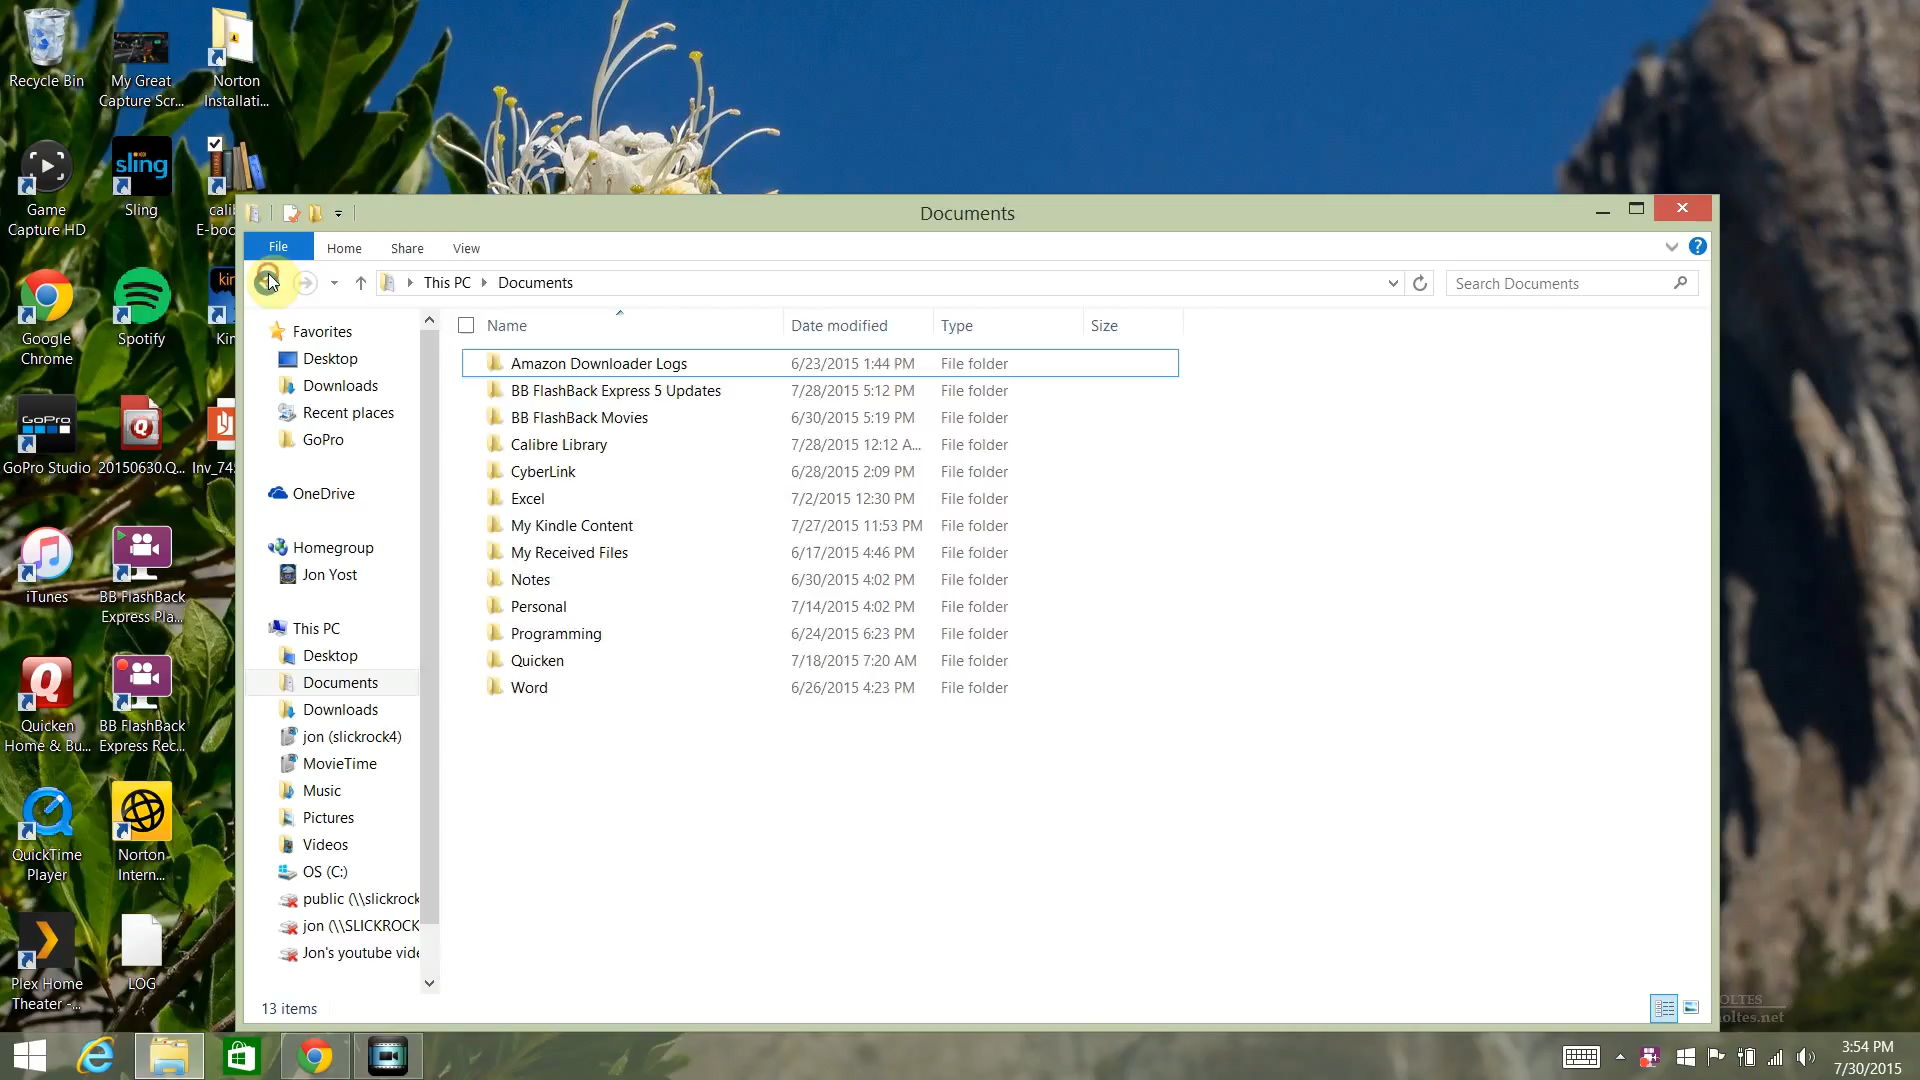 Recycle Bin
My Great
Capture Scr...
Norton
Installati...
Game
Capture HD
sling
Sling
cali
E-boo
Google
Chrome
Spotify
kin
Kin
GoPro
GoPro Studio
20150630.Q...
Inv_745
iTunes
BB FlashBack
Express Pla...
Quicken
Home & Bu...
BB FlashBack
Express Rec...
QuickTime
Player
Norton
Intern...
Plex Home
Theater -...
LOG
Documents
File
Home
Share
View
This PC
Documents
Search Documents
Favorites
Desktop
Downloads
Recent places
GoPro
OneDrive
Homegroup
Jon Yost
This PC
Desktop
Documents
Downloads
jon (slickrock4)
MovieTime
Music
Pictures
Videos
OS (C:)
public (\\slickrock
jon (\\SLICKROCK
Jon's youtube vide
Name Date modified Type Size
Amazon Downloader Logs 6/23/2015 1:44 PM File folder
BB FlashBack Express 5 Updates 7/28/2015 5:12 PM File folder
BB FlashBack Movies 6/30/2015 5:19 PM File folder
Calibre Library 7/28/2015 12:12 A... File folder
CyberLink 6/28/2015 2:09 PM File folder
Excel 7/2/2015 12:30 PM File folder
My Kindle Content 7/27/2015 11:53 PM File folder
My Received Files 6/17/2015 4:46 PM File folder
Notes 6/30/2015 4:02 PM File folder
Personal 7/14/2015 4:02 PM File folder
Programming 6/24/2015 6:23 PM File folder
Quicken 7/18/2015 7:20 AM File folder
Word 6/26/2015 4:23 PM File folder
13 items
OLTES
oltes.net
3:54 PM
7/30/2015